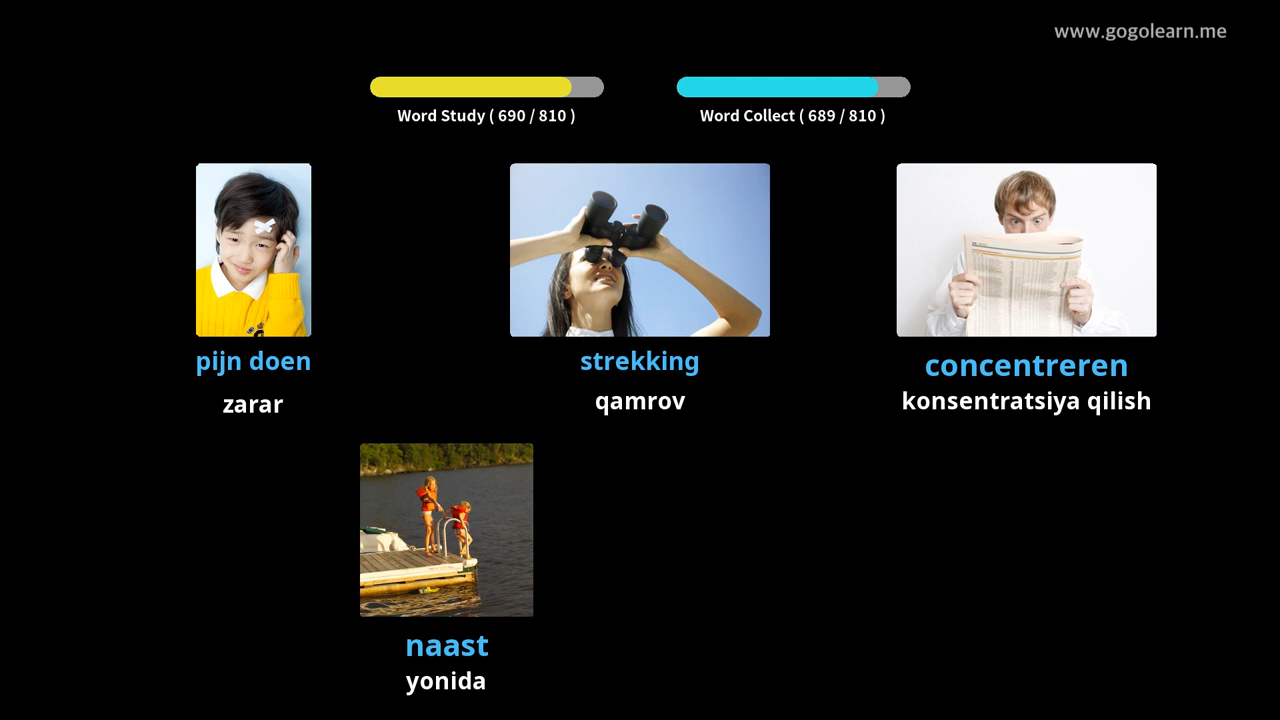 www.gogolearn.me
Word Study ( 690 / 810 )
Word Collect ( 689 / 810 )
pijn doen
zarar
strekking
qamrov
concentreren
konsentratsiya qilish
naast
yonida